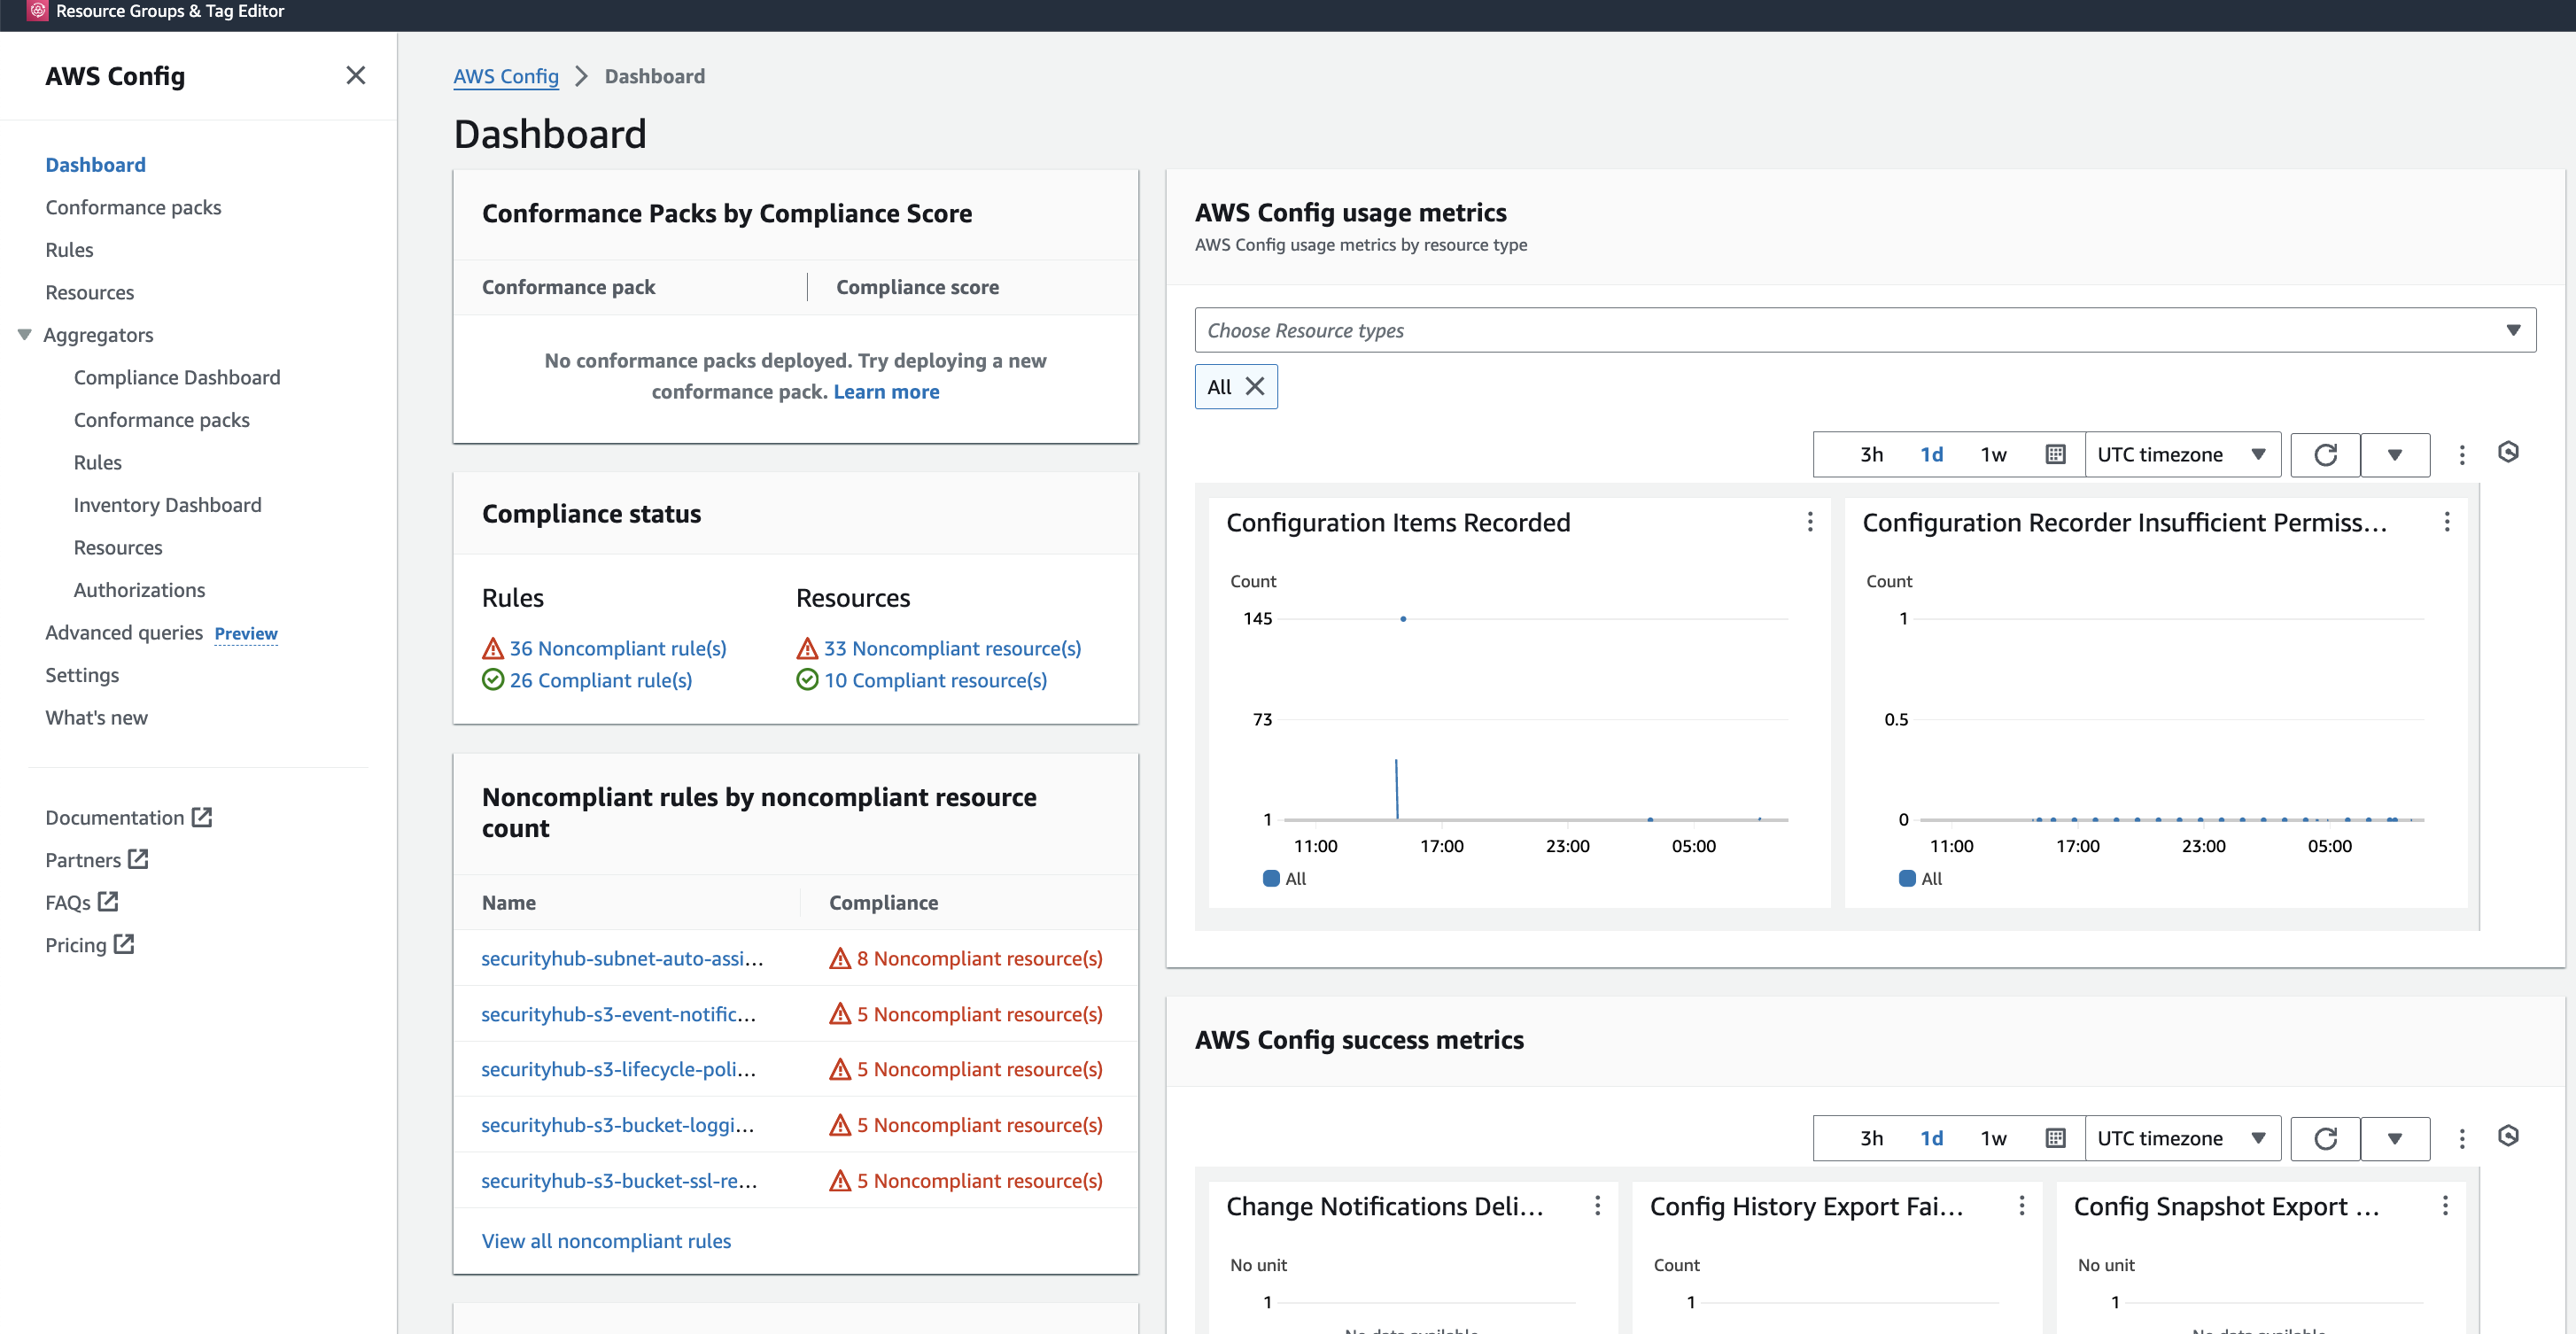 Resource Groups & Tag Editor
AWS Config
Dashboard
Conformance packs
Rules
Resources
Aggregators
Compliance Dashboard
Conformance packs
Rules
Inventory Dashboard
Resources
Authorizations
Advanced queries Preview
Settings
What's new
Documentation
Partners
FAQs
Pricing
AWS Config > Dashboard
Dashboard
Conformance Packs by Compliance Score
Conformance pack Compliance score
No conformance packs deployed. Try deploying a new
conformance pack. Learn more
Compliance status
Rules Resources
36 Noncompliant rule(s) 33 Noncompliant resource(s)
26 Compliant rule(s) 10 Compliant resource(s)
Noncompliant rules by noncompliant resource
count
Name Compliance
securityhub-subnet-auto-assi... 8 Noncompliant resource(s)
securityhub-s3-event-notific... 5 Noncompliant resource(s)
securityhub-s3-lifecycle-poli... 5 Noncompliant resource(s)
securityhub-s3-bucket-loggi... 5 Noncompliant resource(s)
securityhub-s3-bucket-ssl-re... 5 Noncompliant resource(s)
View all noncompliant rules
AWS Config usage metrics
AWS Config usage metrics by resource type
Choose Resource types
All
3h 1d 1w UTC timezone
Configuration Items Recorded
Count
145
73
1
11:00 17:00 23:00 05:00
All
Configuration Recorder Insufficient Permiss...
Count
1
0.5
0
11:00 17:00 23:00 05:00
All
AWS Config success metrics
3h 1d 1w UTC timezone
Change Notifications Deli...
No unit
1
Config History Export Fai...
Count
1
Config Snapshot Export ...
No unit
1